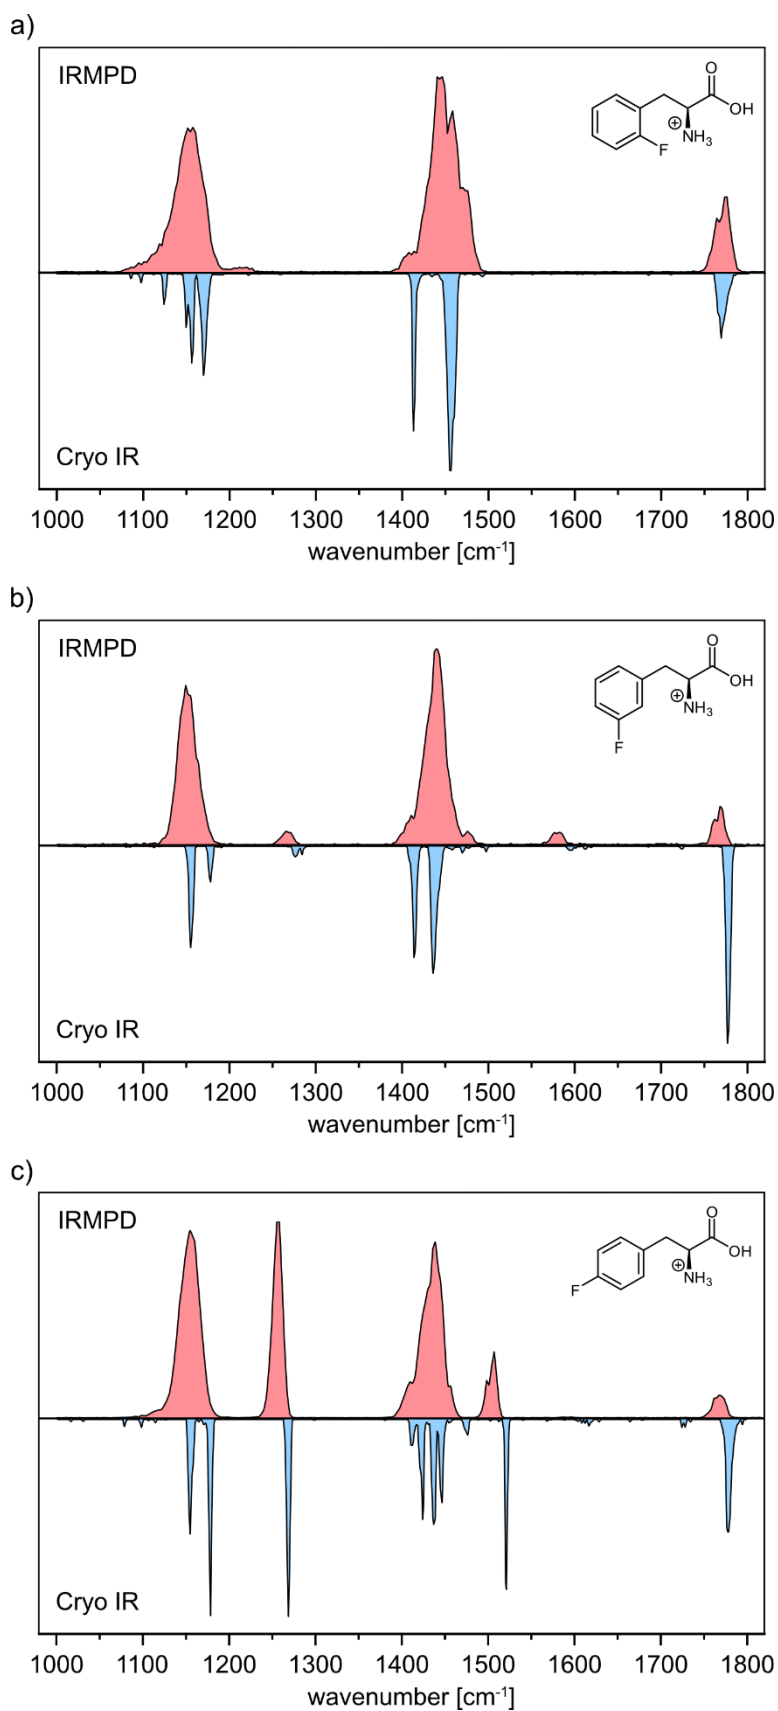 a)
IRMPD
O
OH
F
+
NH₃
Cryo IR
1000 1100 1200 1300 1400 1500 1600 1700 1800
wavenumber [cm⁻¹]
b)
IRMPD
O
OH
+
NH₃
F
Cryo IR
1000 1100 1200 1300 1400 1500 1600 1700 1800
wavenumber [cm⁻¹]
c)
IRMPD
O
OH
F
+
NH₃
Cryo IR
1000 1100 1200 1300 1400 1500 1600 1700 1800
wavenumber [cm⁻¹]